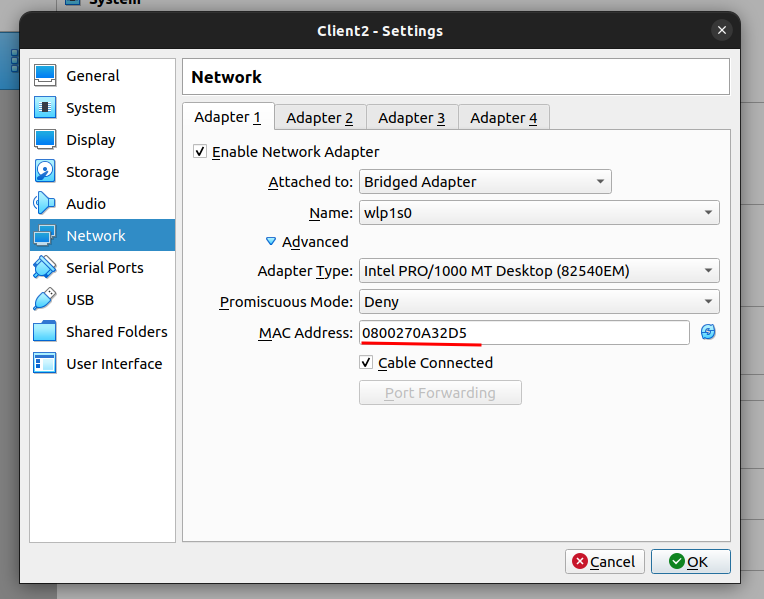 System
Client2 - Settings
General
System
Display
Storage
Audio
Network
Serial Ports
USB
Shared Folders
User Interface
Network
Adapter 1 Adapter 2 Adapter 3 Adapter 4
Enable Network Adapter
Attached to: Bridged Adapter
Name: wlp1s0
Advanced
Adapter Type: Intel PRO/1000 MT Desktop (82540EM)
Promiscuous Mode: Deny
MAC Address: 0800270A32D5
Cable Connected
Port Forwarding
Cancel OK